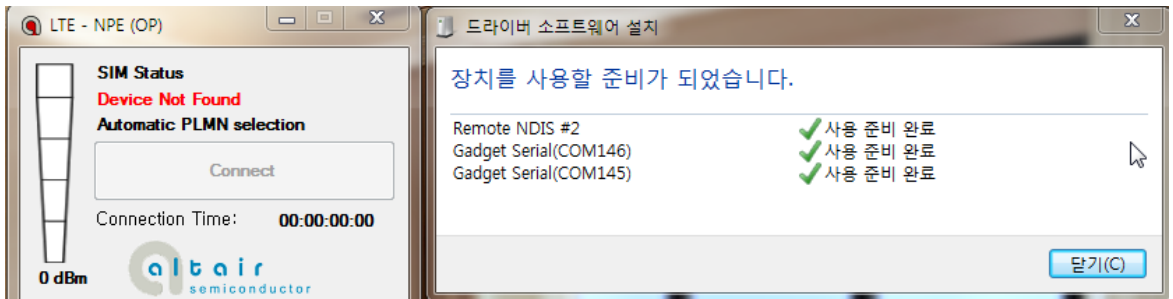 LTE - NPE (OP)
SIM Status
Device Not Found
Automatic PLMN selection
Connect
Connection Time: 00:00:00:00
0 dBm
altair
semiconductor
드라이버 소프트웨어 설치
장치를 사용할 준비가 되었습니다.
Remote NDIS #2 사용 준비 완료
Gadget Serial(COM146) 사용 준비 완료
Gadget Serial(COM145) 사용 준비 완료
닫기(C)